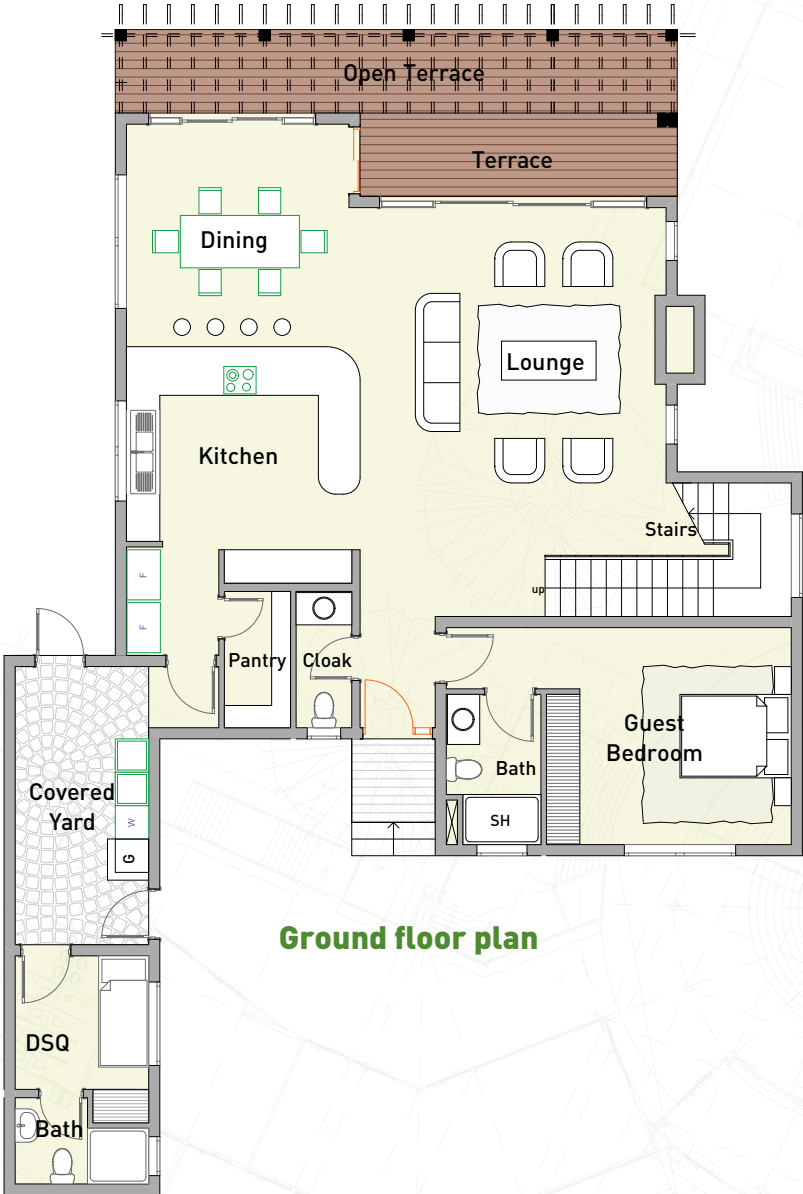 Open Terrace
Terrace
Dining
Lounge
Kitchen
Stairs
up
F
F
Pantry
Cloak
Guest
Bedroom
Bath
SH
Covered
Yard
W
G
Ground floor plan
DSQ
Bath